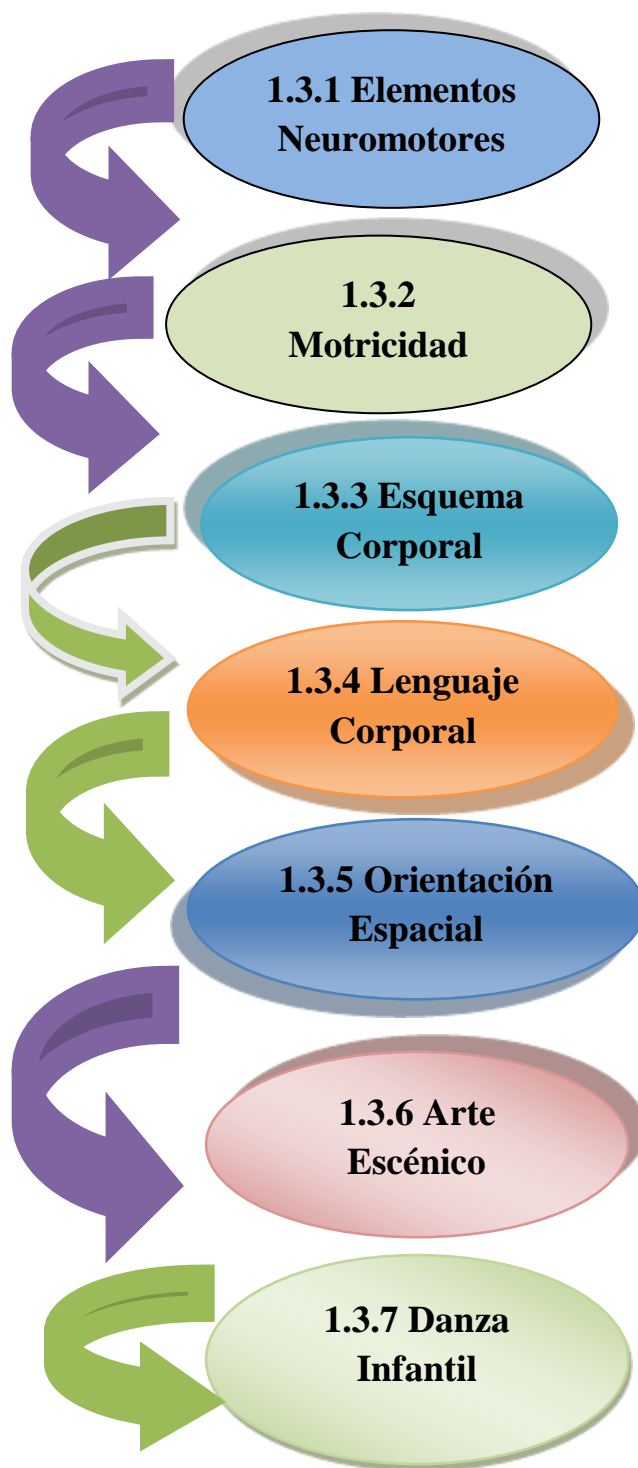 1.3.1 Elementos
Neuromotores
1.3.2
Motricidad
1.3.3 Esquema
Corporal
1.3.4 Lenguaje
Corporal
1.3.5 Orientación
Espacial
1.3.6 Arte
Escénico
1.3.7 Danza
Infantil